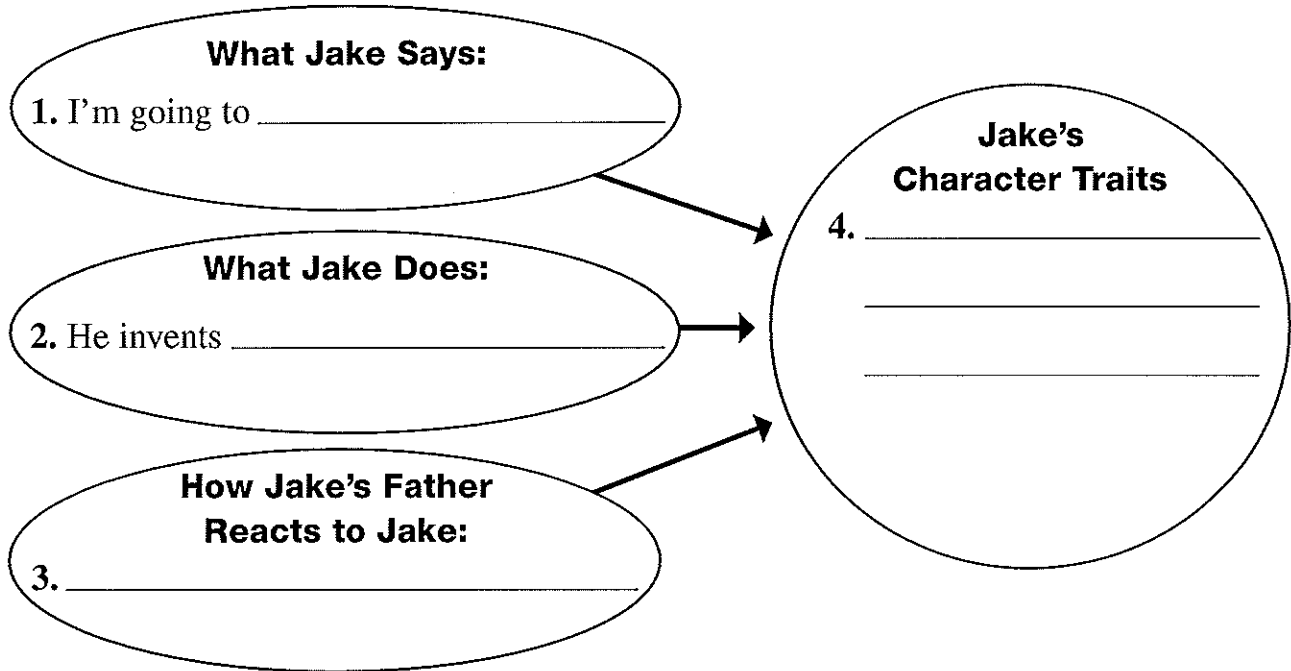 What Jake Says:
1. I'm going to
What Jake Does:
2. He invents
How Jake's Father
Reacts to Jake:
3.
Jake's
Character Traits
4.